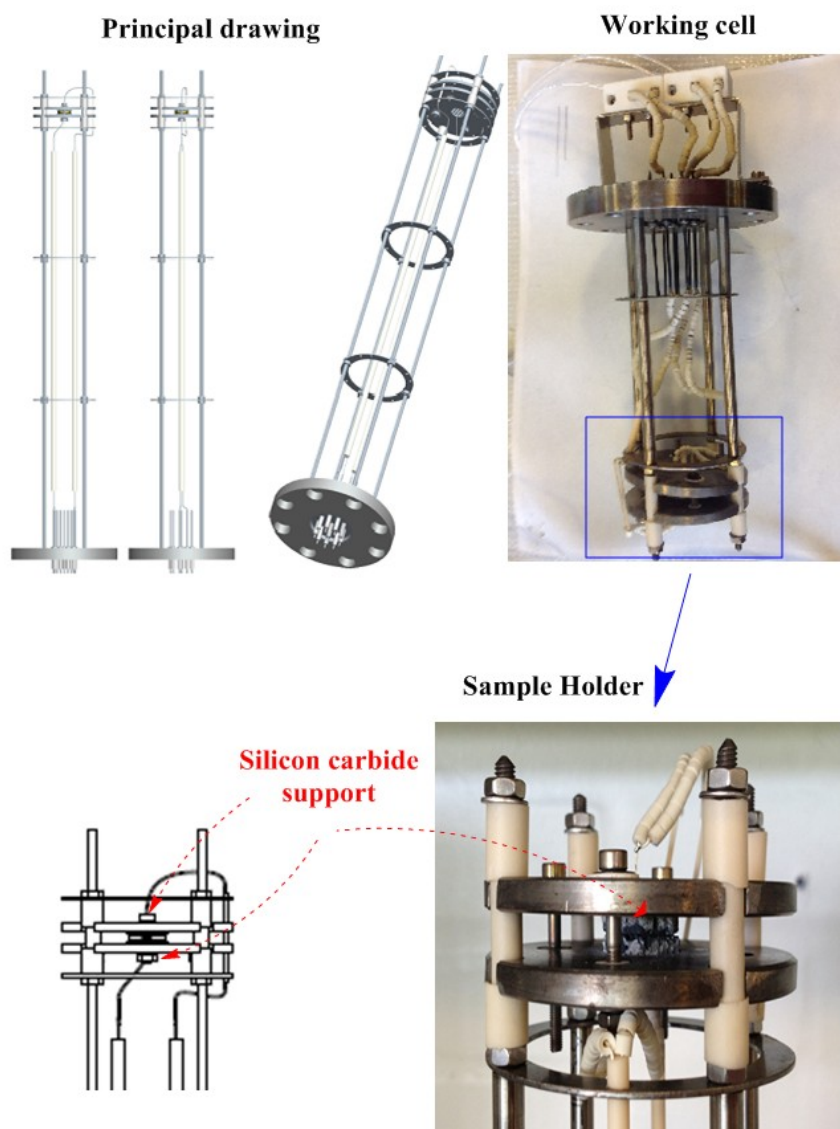 Principal drawing
Working cell
Sample Holder
Silicon carbide
support